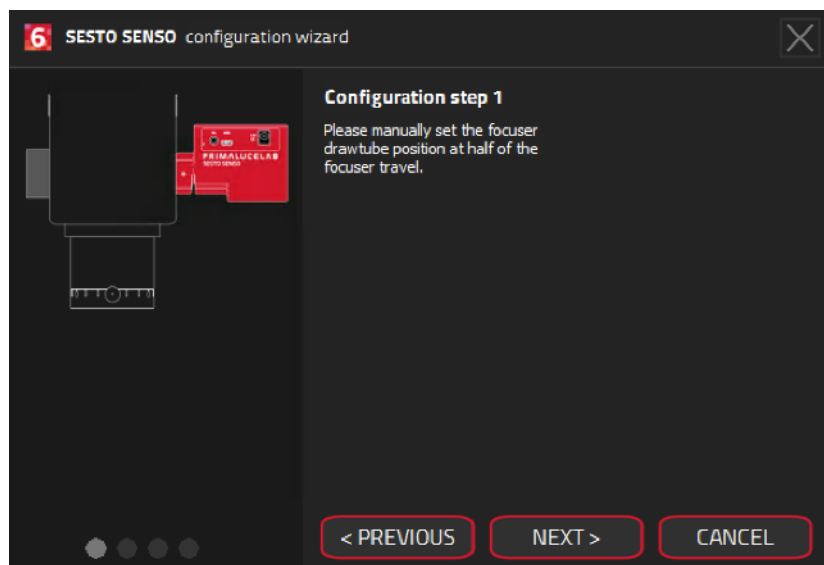 6 SESTO SENSO configuration wizard
Configuration step 1
Please manually set the focuser
drawtube position at half of the
focuser travel.
PRIMALUCELAB
SESTO SENSO
< PREVIOUS
NEXT >
CANCEL